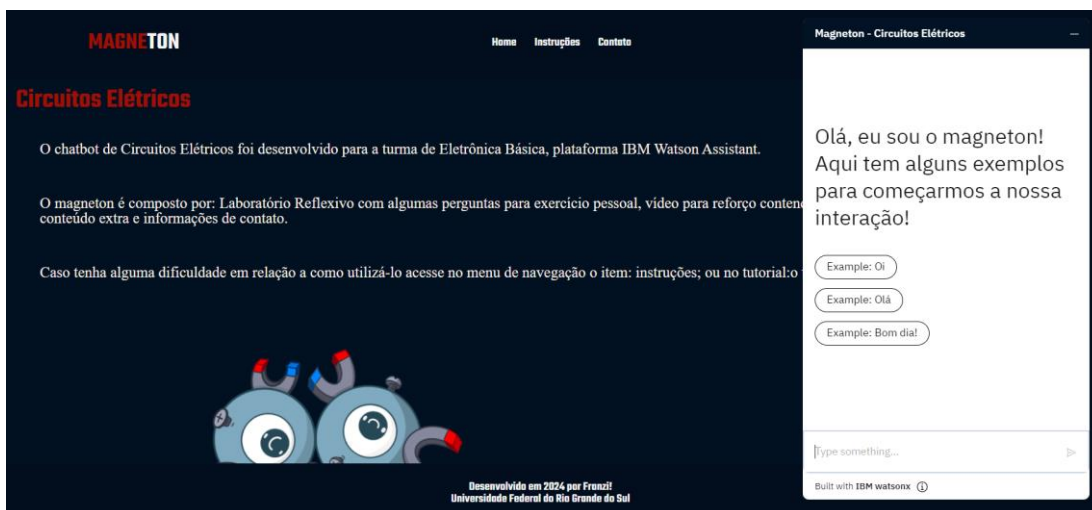 MAGNETON
Home Instruções Contato
Circuitos Elétricos
O chatbot de Circuitos Elétricos foi desenvolvido para a turma de Eletrônica Básica, plataforma IBM Watson Assistant.
O magneton é composto por: Laboratório Reflexivo com algumas perguntas para exercício pessoal, vídeo para reforço
conteúdo extra e informações de contato.
Caso tenha alguma dificuldade em relação a como utilizá-lo acesse no menu de navegação o item: instruções; ou no tutorial:o
Desenvolvido em 2024 por Franzi!
Universidade Federal do Rio Grande do Sul
Magneton - Circuitos Elétricos
Olá, eu sou o magneton!
Aqui tem alguns exemplos
para começarmos a nossa
interação!
Example: Oi
Example: Olá
Example: Bom dia!
Type something...
Built with IBM watsonx